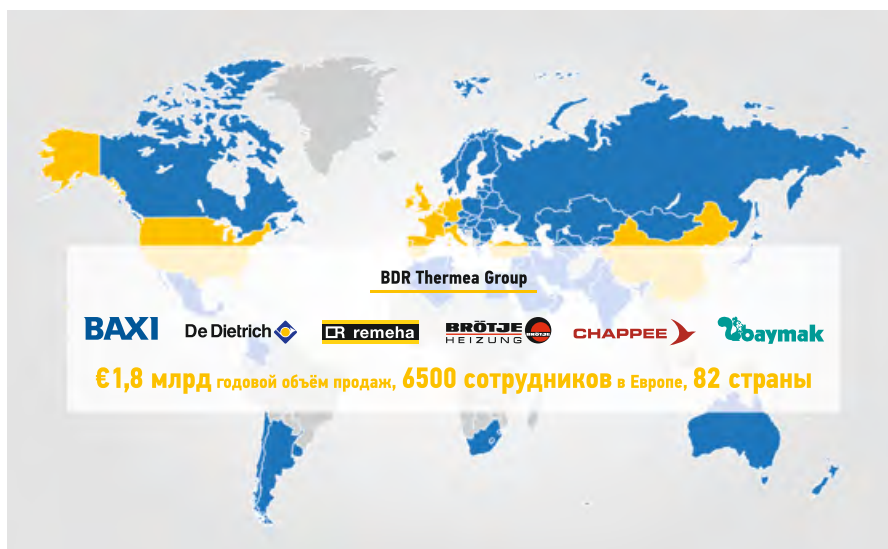 BDR Thermea Group
BAXI De Dietrich remeha BRÖTJE HEIZUNG BRÖTJE CHAPPEE baymak
€1,8 млрд годовой объём продаж, 6500 сотрудников в Европе, 82 страны